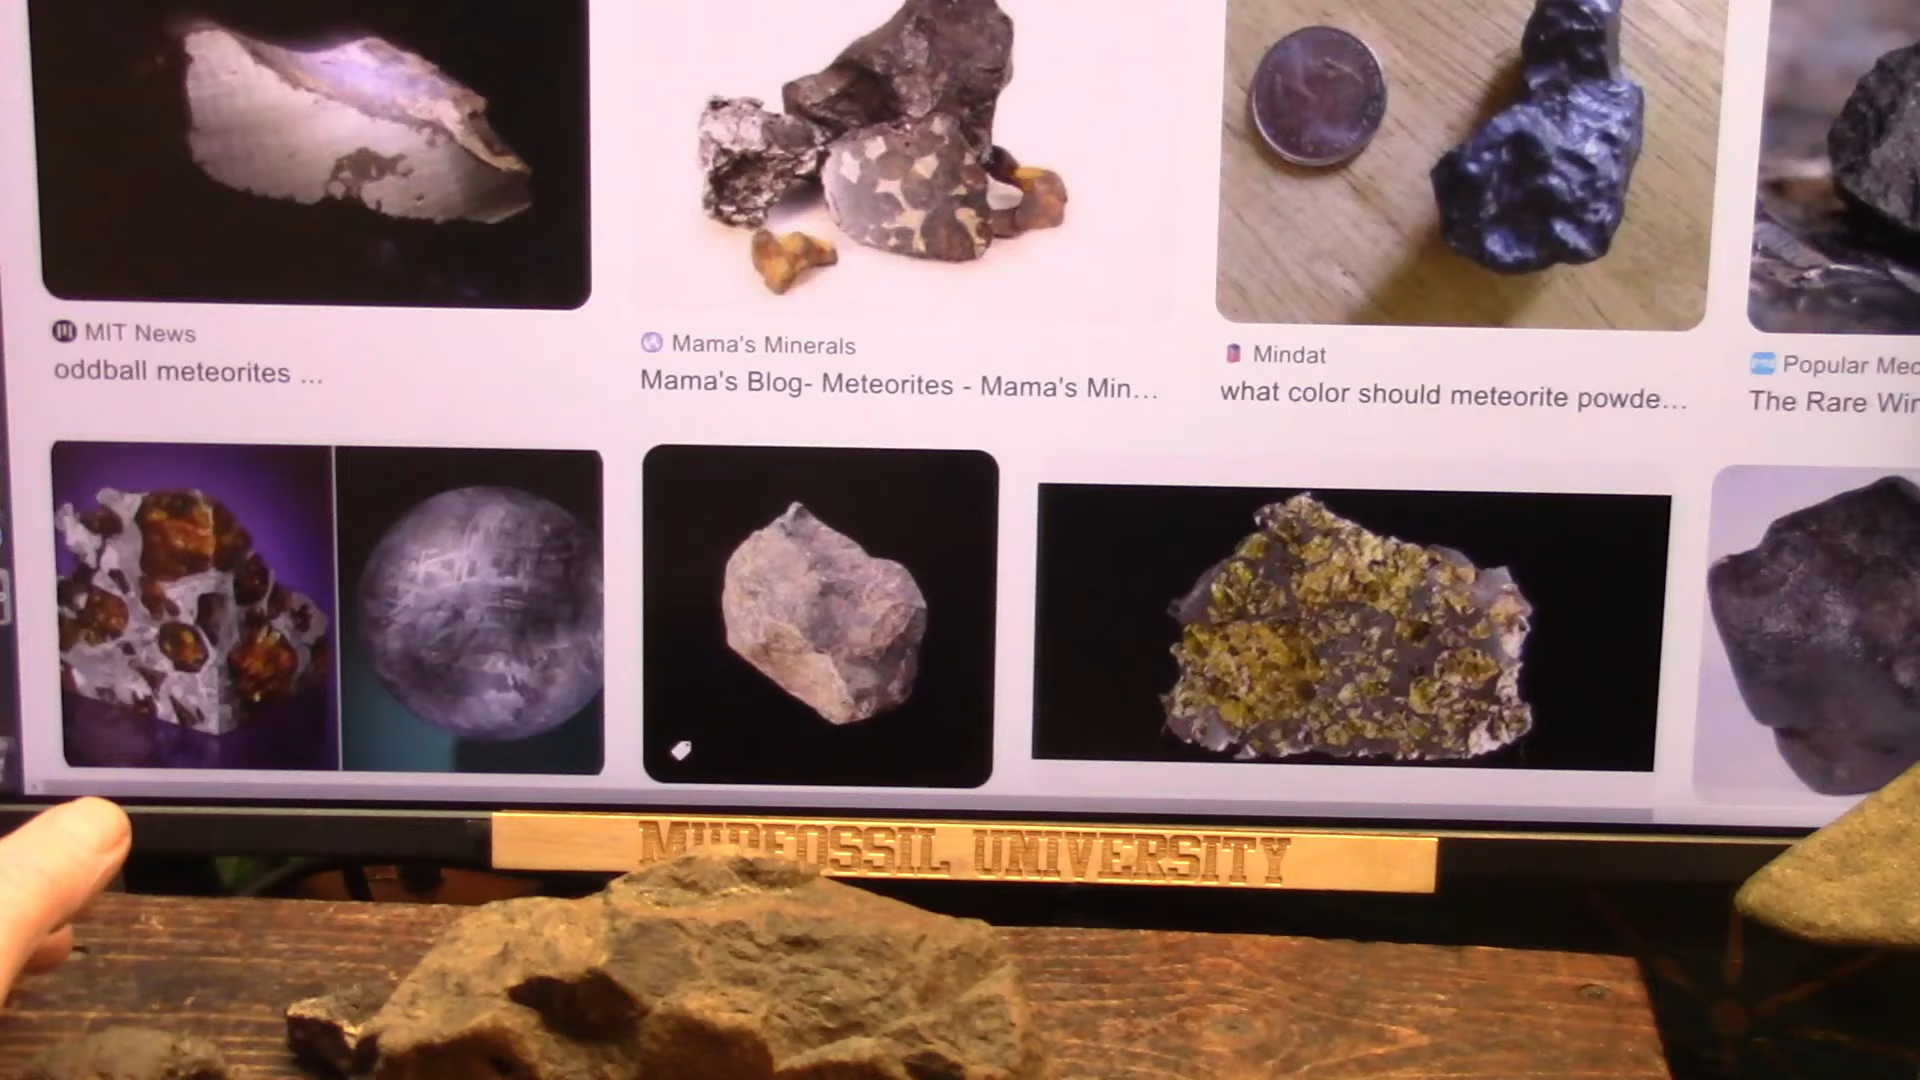 MIT News
oddball meteorites ...
Mama's Minerals
Mama's Blog- Meteorites - Mama's Min...
Mindat
what color should meteorite powde...
Popular Mec
The Rare Wir
MUDFOSSIL UNIVERSITY